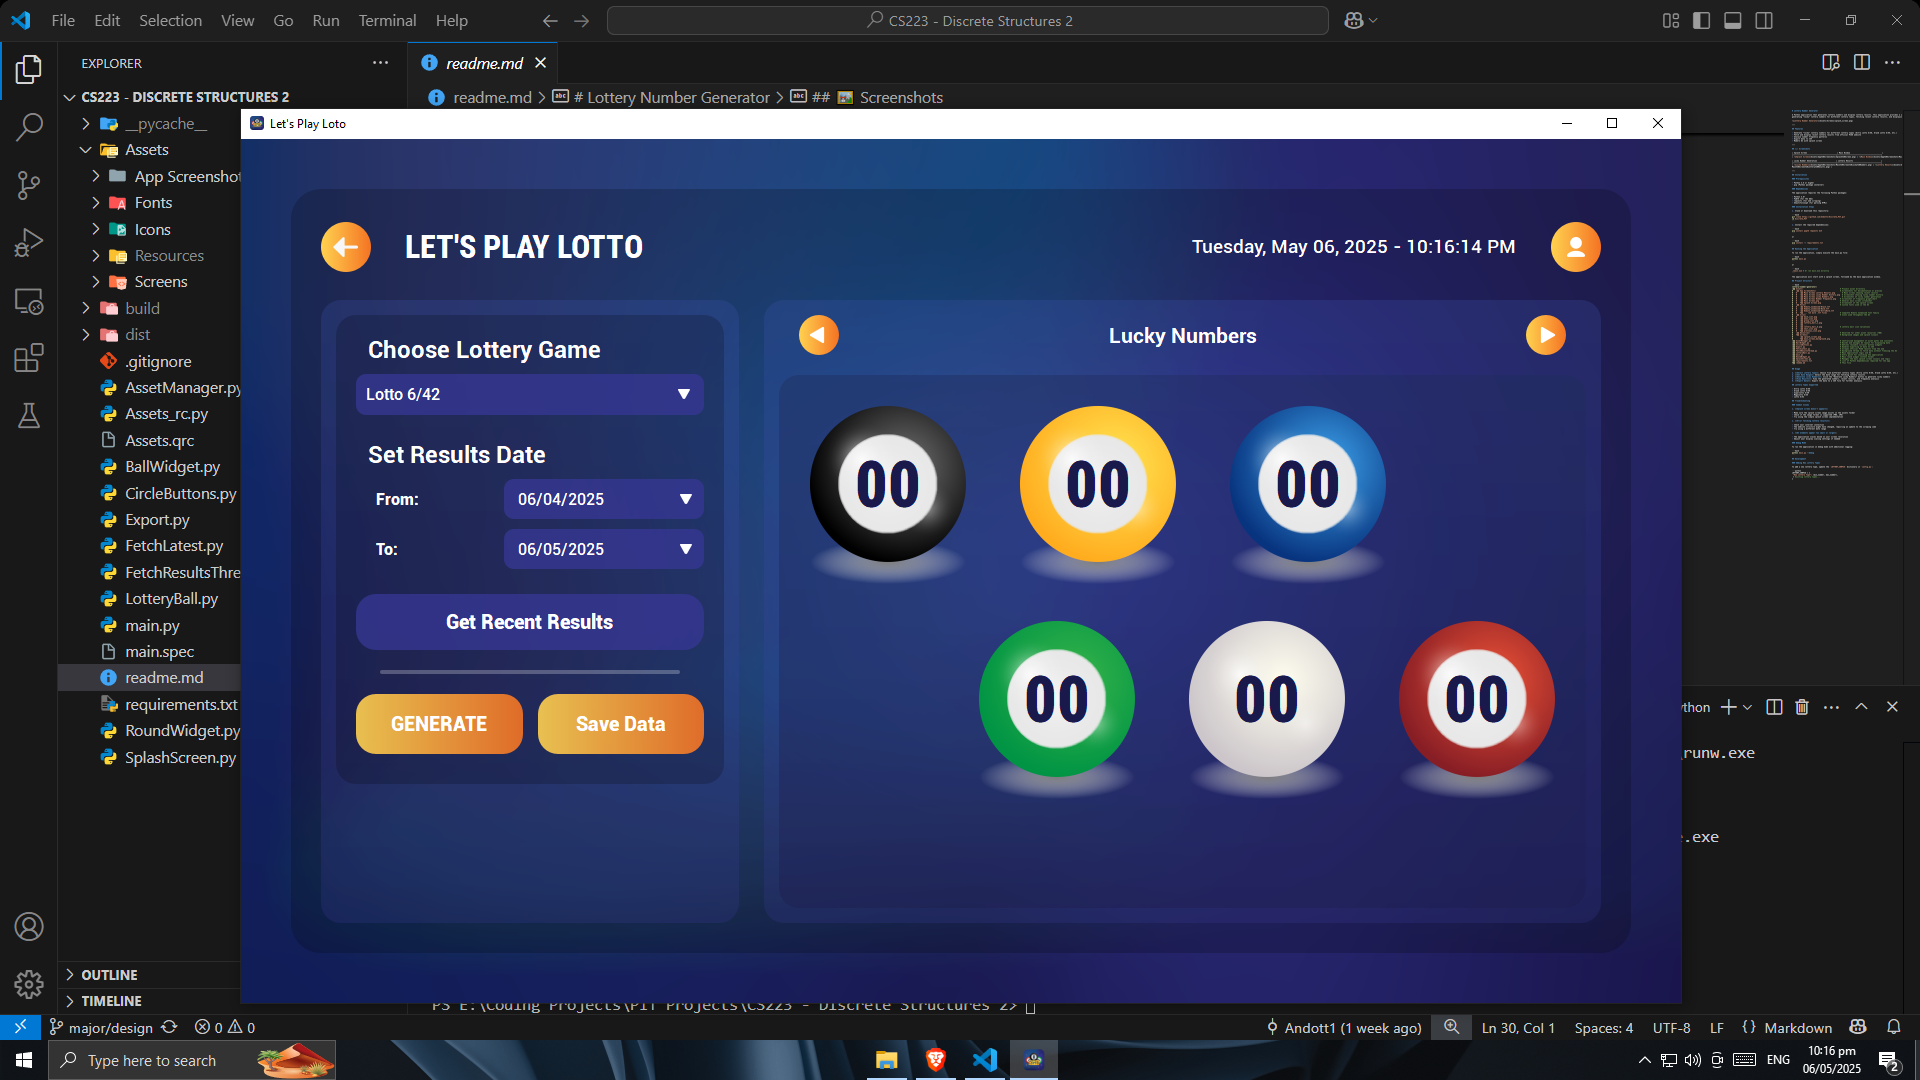 File Edit Selection View Go Run Terminal Help
CS223 - Discrete Structures 2
EXPLORER
readme.md
CS223 - DISCRETE STRUCTURES 2
readme.md > # Lottery Number Generator > ## Screenshots
__pycache__
Assets
App Screenshot
Fonts
Icons
Resources
Screens
build
dist
.gitignore
AssetManager.py
Assets_rc.py
Assets.qrc
BallWidget.py
CircleButtons.py
Export.py
FetchLatest.py
FetchResultsThre
LotteryBall.py
main.py
main.spec
readme.md
requirements.txt
RoundWidget.py
SplashScreen.py
OUTLINE
TIMELINE
Let's Play Loto
LET'S PLAY LOTTO
Tuesday, May 06, 2025 - 10:16:14 PM
Choose Lottery Game
Lotto 6/42
Set Results Date
From: 06/04/2025
To: 06/05/2025
Get Recent Results
GENERATE Save Data
Lucky Numbers
00 00 00
00 00 00
thon
runw.exe
.exe
PS E:\Coding Projects\PIT Projects\CS223 - Discrete Structures 2>
major/design 0 0
Andott1 (1 week ago) Ln 30, Col 1 Spaces: 4 UTF-8 LF {} Markdown
Type here to search
ENG
10:16 pm
06/05/2025
2